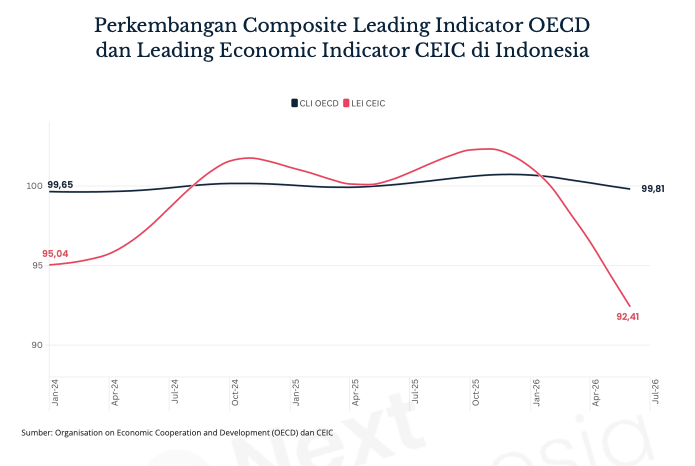 Perkembangan Composite Leading Indicator OECD
dan Leading Economic Indicator CEIC di Indonesia
CLI OECD LEI CEIC
100
95
90
99,65
95,04
99,81
92,41
Jan-24
Apr-24
Jul-24
Oct-24
Jan-25
Apr-25
Jul-25
Oct-25
Jan-26
Apr-26
Jul-26
Sumber: Organisation on Economic Cooperation and Development (OECD) dan CEIC
Next
esia